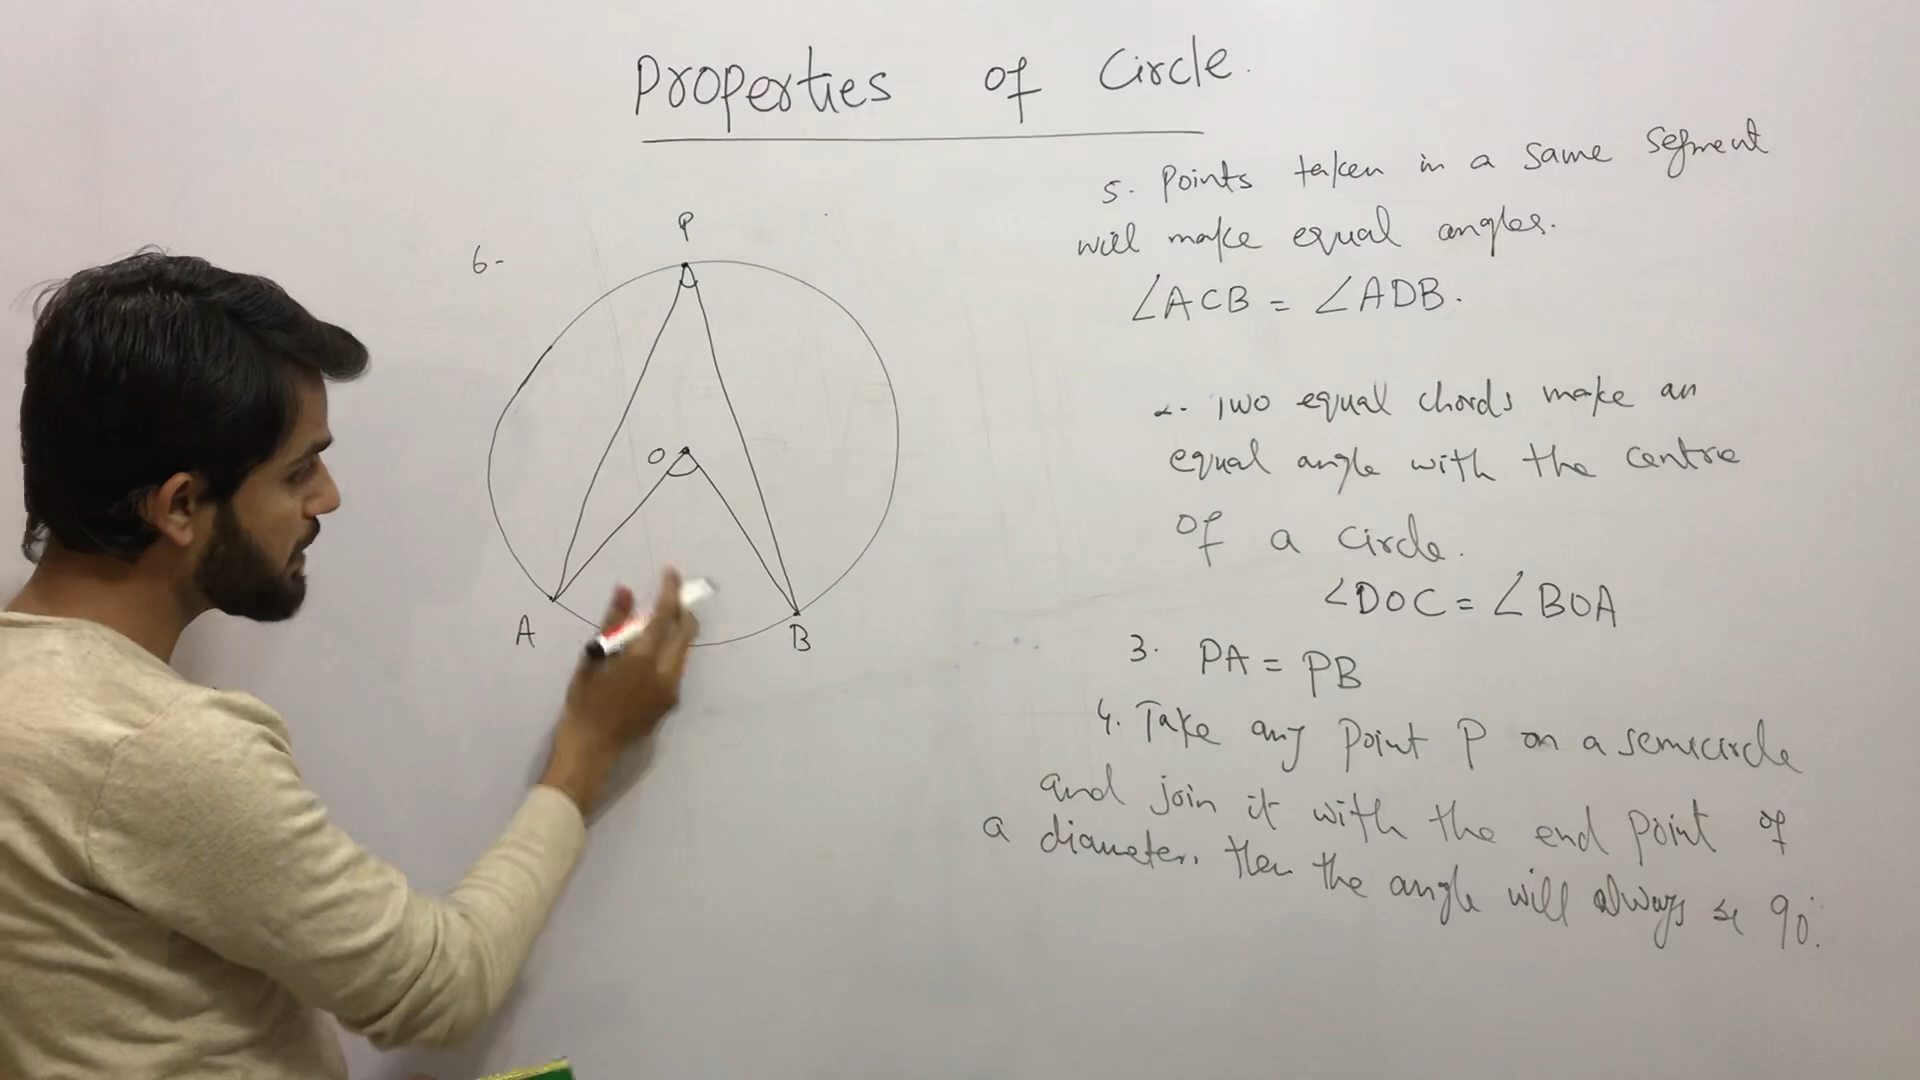 Properties of Circle.
6-
P
O
A
B
5. Points taken in a same segment
will make equal angles.
∠ACB = ∠ADB.
2. Two equal chords make an
equal angle with the centre
of a circle.
∠DOC = ∠BOA
3. PA = PB
4. Take any point P on a semicircle
and join it with the end point of
a diameter. then the angle will always be 90°.